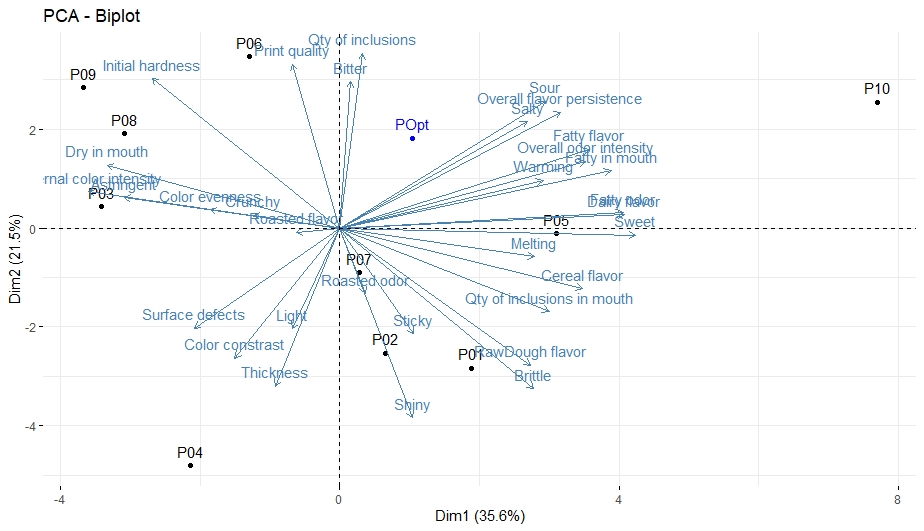 PCA - Biplot
P06
Qty of inclusions
Print quality
P09
Initial hardness
Bitter
P10
Sour
Overall flavor persistence
Salty
P08
POpt
2
Fatty flavor
Overall odor intensity
Dry in mouth
Fatty in mouth
Warming
rnal color intensity
Astringent
P03
Color evenness
Crunchy
Fatty odor
Dairy flavor
Roasted flavor
P05
Sweet
0
Melting
Dim2 (21.5%)
P07
Roasted odor
Cereal flavor
Qty of inclusions in mouth
Surface defects
Light
Sticky
-2
Color constrast
P02
P01
RawDough flavor
Thickness
Brittle
Shiny
-4
P04
-4
0
4
8
Dim1 (35.6%)